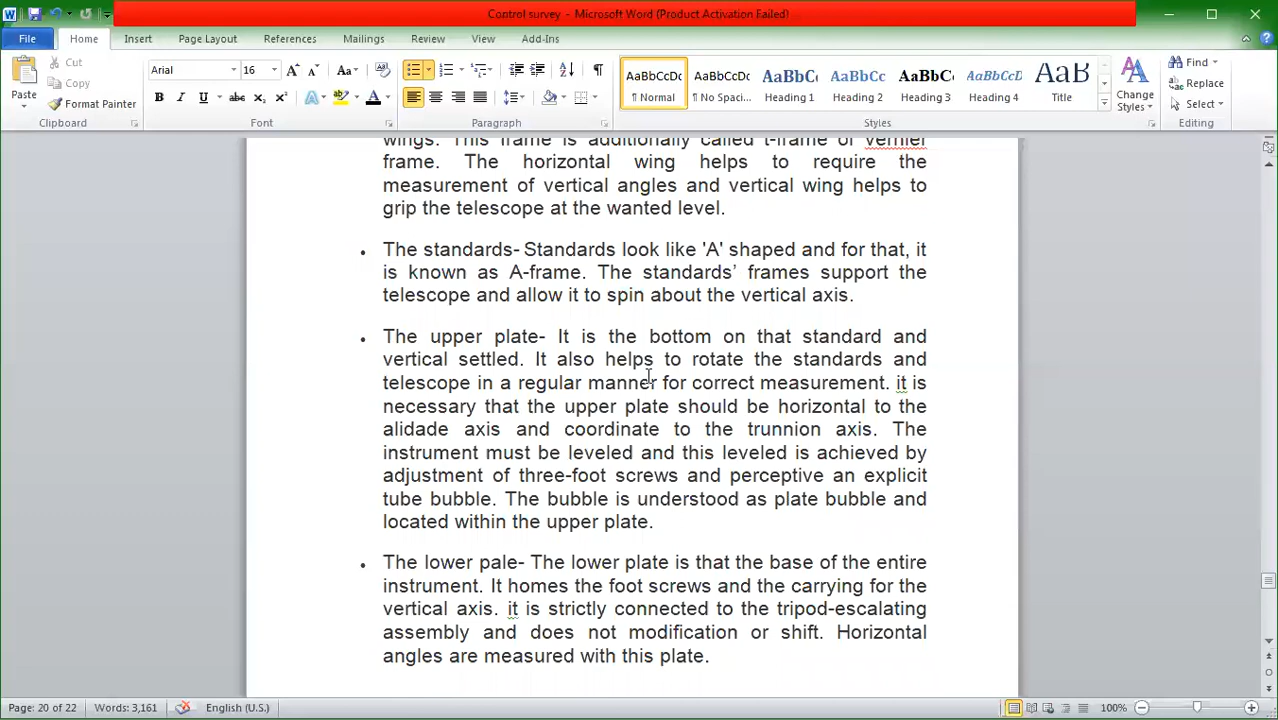 Control survey - Microsoft Word (Product Activation Failed)
File Home Insert Page Layout References Mailings Review View Add-Ins
Paste
Cut
Copy
Format Painter
Clipboard
Arial 16
Font
Paragraph
AaBbCcDc AaBbCcDc AaBbC AaBbCc AaBbCc AaBbCcD AaB
¶ Normal ¶ No Spaci... Heading 1 Heading 2 Heading 3 Heading 4 Title
Change
Styles
Styles
Find
Replace
Select
Editing
wings. This frame is additionally called t-frame or vernier
frame. The horizontal wing helps to require the
measurement of vertical angles and vertical wing helps to
grip the telescope at the wanted level.
• The standards- Standards look like 'A' shaped and for that, it
is known as A-frame. The standards’ frames support the
telescope and allow it to spin about the vertical axis.
• The upper plate- It is the bottom on that standard and
vertical settled. It also helps to rotate the standards and
telescope in a regular manner for correct measurement. it is
necessary that the upper plate should be horizontal to the
alidade axis and coordinate to the trunnion axis. The
instrument must be leveled and this leveled is achieved by
adjustment of three-foot screws and perceptive an explicit
tube bubble. The bubble is understood as plate bubble and
located within the upper plate.
• The lower pale- The lower plate is that the base of the entire
instrument. It homes the foot screws and the carrying for the
vertical axis. it is strictly connected to the tripod-escalating
assembly and does not modification or shift. Horizontal
angles are measured with this plate.
Page: 20 of 22 Words: 3,161 English (U.S.) 100%